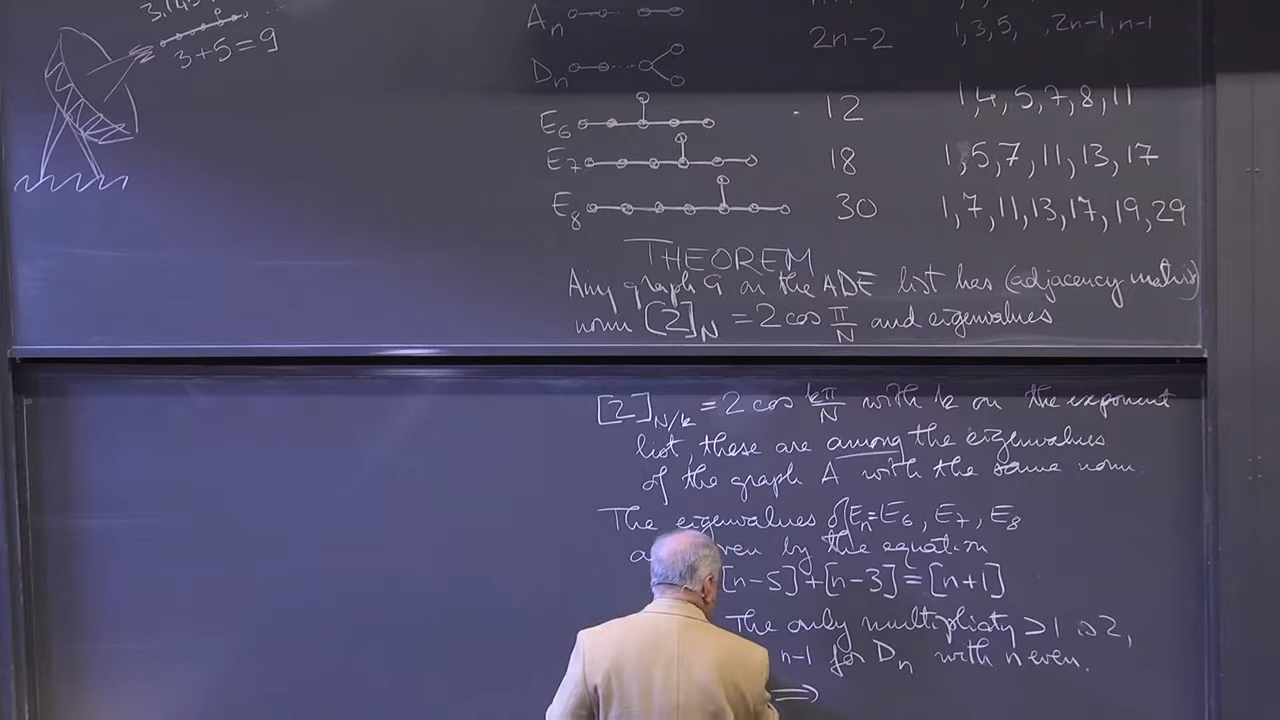 3+5=9
A_n
2n-2 1,3,5, ,2n-1,n-1
D_n
E_6 12 1,4,5,7,8,11
E_7 18 1,5,7,11,13,17
E_8 30 1,7,11,13,17,19,29
THEOREM
Any graph G on the ADE list has (adjacency matrix)
norm [2]_N = 2 cos π/N and eigenvalues
[2]_{N/k} = 2 cos kπ/N with k on the exponent
list, these are among the eigenvalues
of the graph A with the same norm.
The eigenvalues of E_n = E_6, E_7, E_8
by the equation
[n-5]+[n-3]=[n+1]
The only multiplicity > 1 is 2,
n-1 for D_n with n even.
⇒